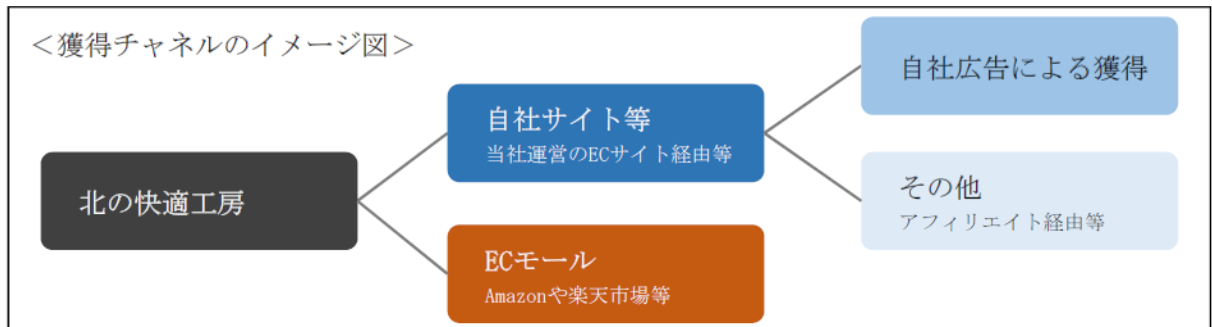 ＜獲得チャネルのイメージ図＞
北の快適工房
自社サイト等
当社運営のECサイト経由等
ECモール
Amazonや楽天市場等
自社広告による獲得
その他
アフィリエイト経由等